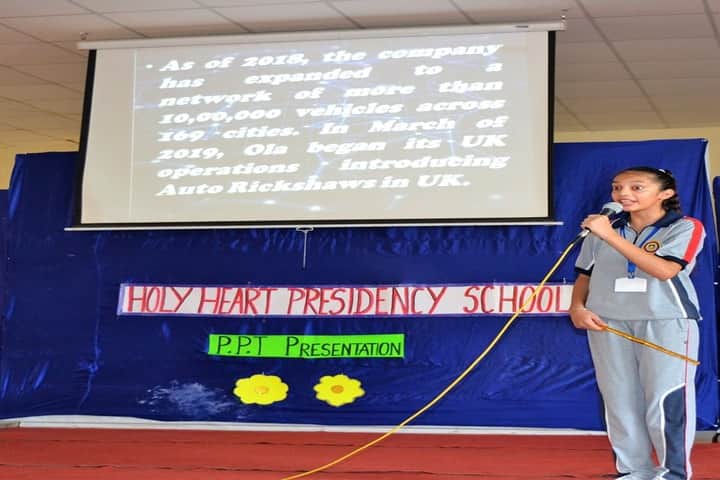 • As of 2018, the company
has expanded to a
network of more than
10,00,000 vehicles across
169 cities. In March of
2019, Ola began its UK
operations introducing
Auto Rickshaws in UK.
HOLY HEART PRESIDENCY SCHOOL
P.P.T PRESENTATION